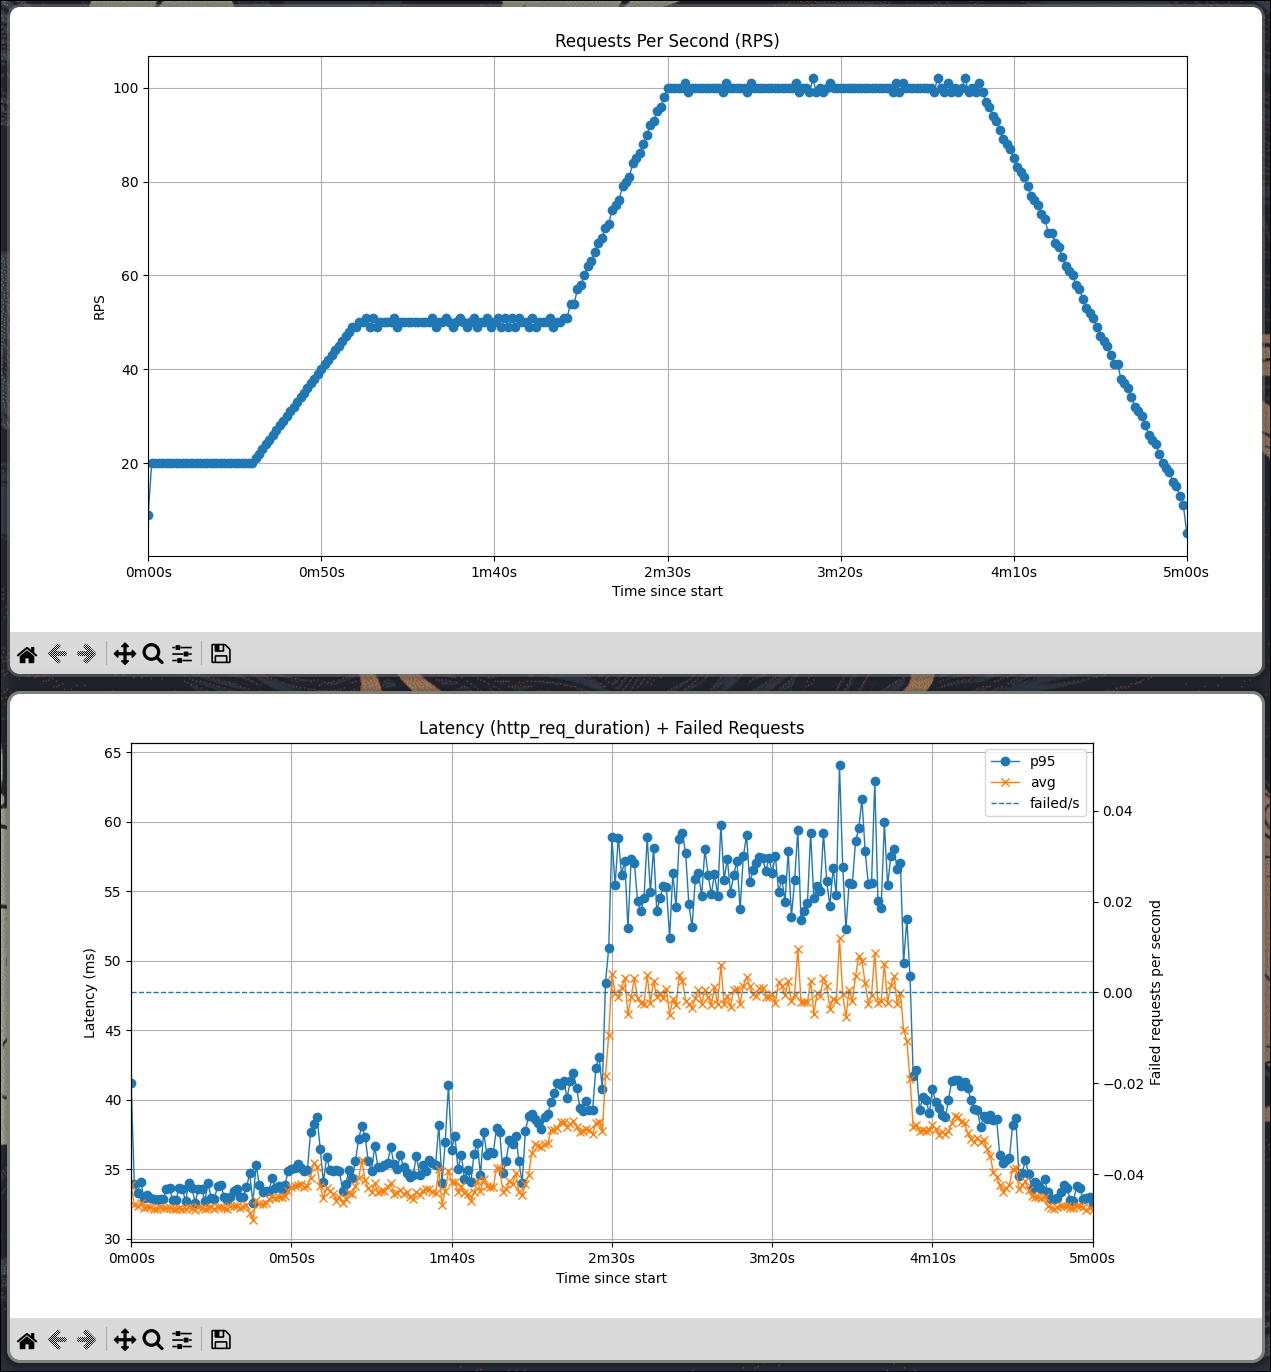 Requests Per Second (RPS)
100
80
60
40
20
RPS
0m00s 0m50s 1m40s 2m30s 3m20s 4m10s 5m00s
Time since start
Latency (http_req_duration) + Failed Requests
p95
avg
failed/s
65
60
55
50
45
40
35
30
Latency (ms)
0.04
0.02
0.00
−0.02
−0.04
Failed requests per second
0m00s 0m50s 1m40s 2m30s 3m20s 4m10s 5m00s
Time since start